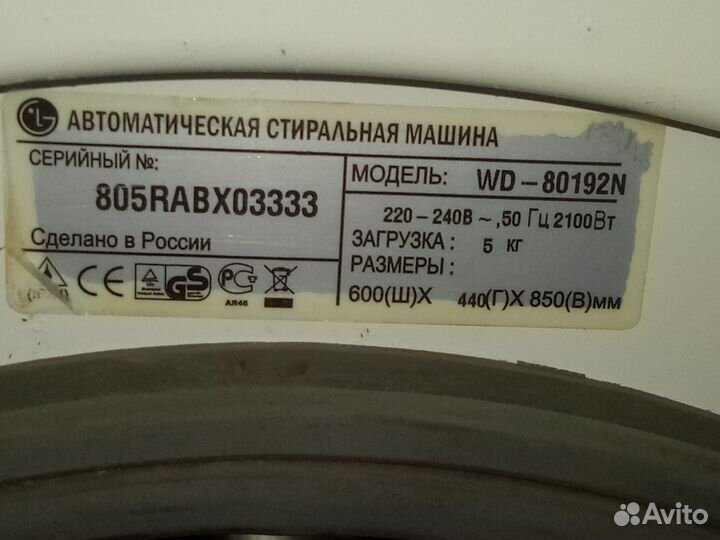 LG АВТОМАТИЧЕСКАЯ СТИРАЛЬНАЯ МАШИНА
СЕРИЙНЫЙ №:
805RABX03333
Сделано в России
МОДЕЛЬ: WD-80192N
220-240В ~,50 Гц 2100Вт
ЗАГРУЗКА : 5 кг
РАЗМЕРЫ :
600(Ш)X 440(Г)X 850(В)мм
CE
GS
АЯ46
Avito